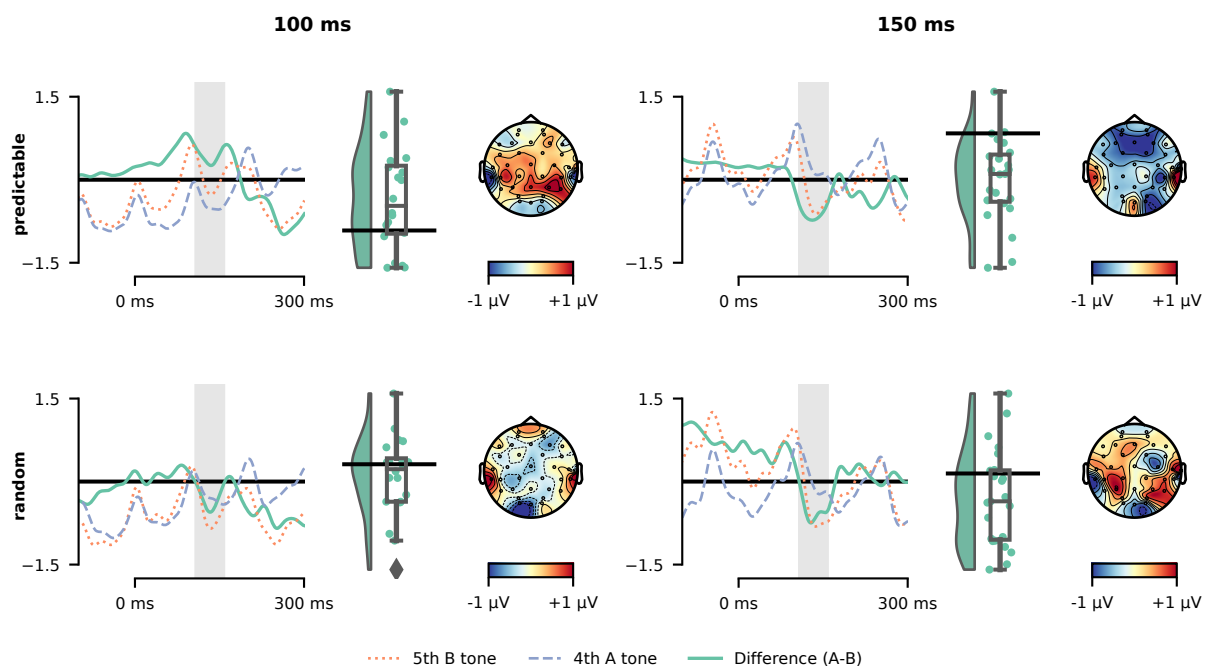 100 ms
150 ms
predictable
1.5
−1.5
0 ms
300 ms
-1 µV
+1 µV
1.5
−1.5
0 ms
300 ms
-1 µV
+1 µV
random
1.5
−1.5
0 ms
300 ms
-1 µV
+1 µV
1.5
−1.5
0 ms
300 ms
-1 µV
+1 µV
5th B tone
4th A tone
Difference (A-B)